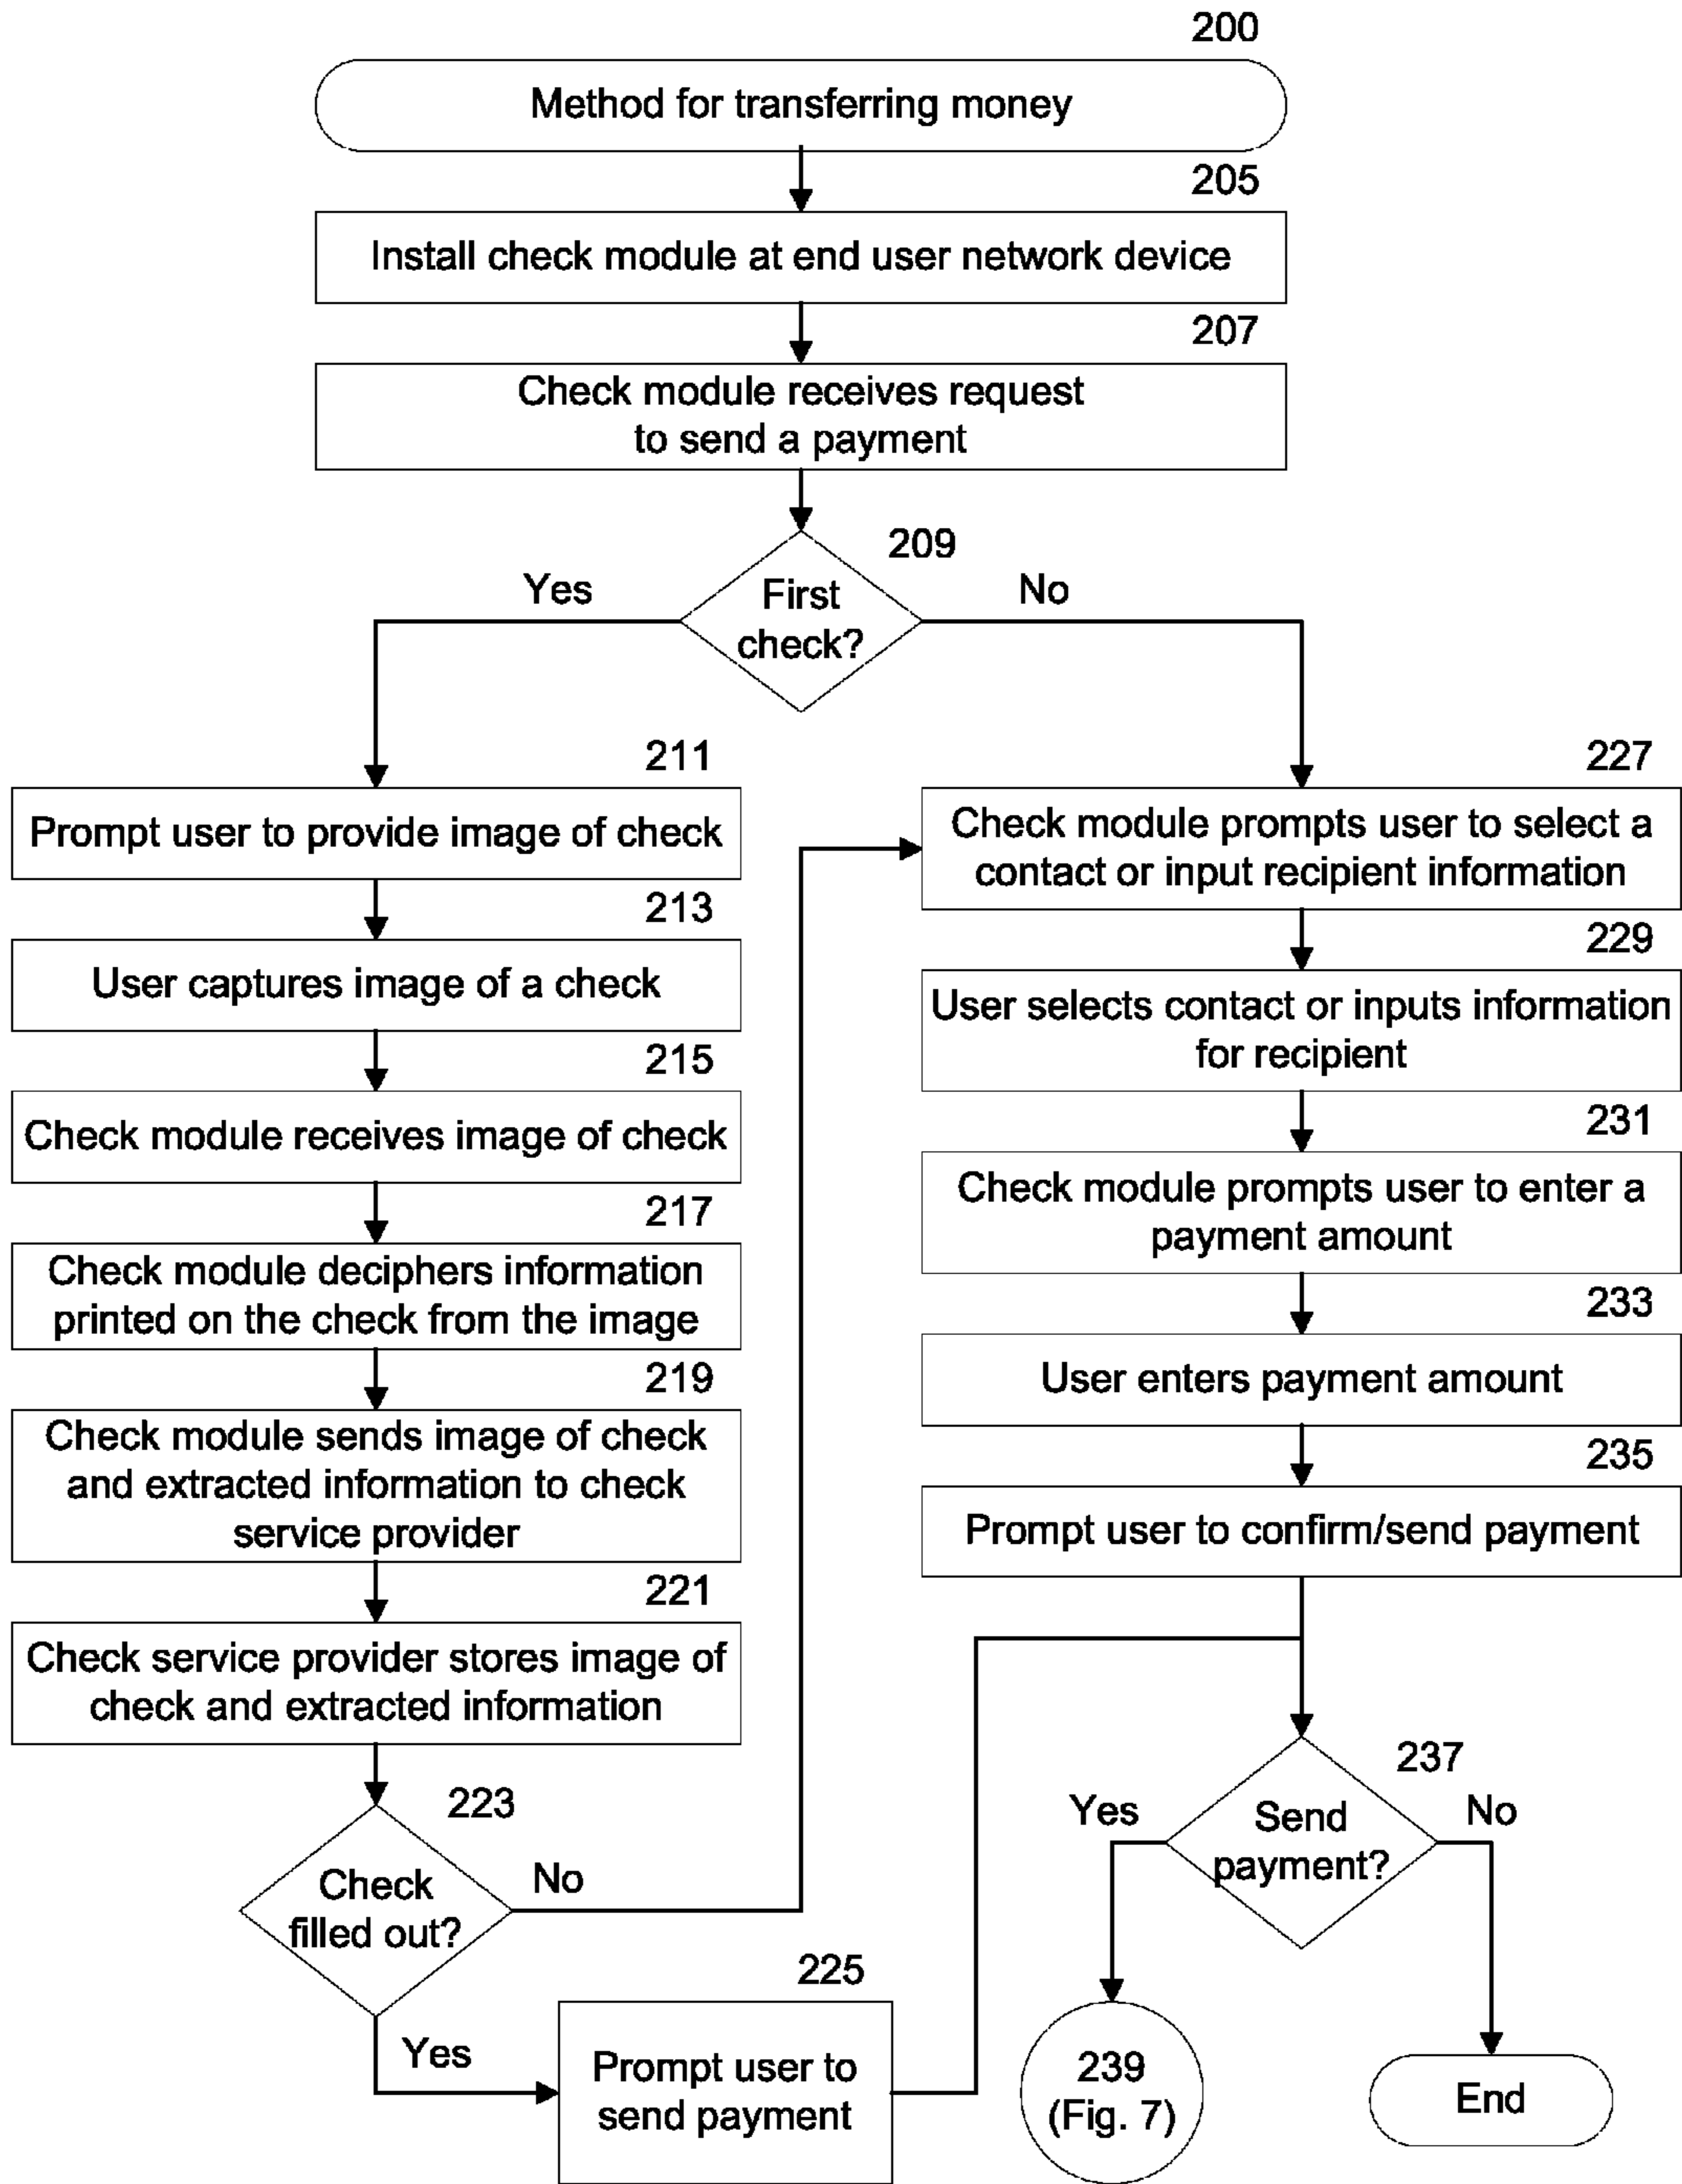 200
Method for transferring money
205
Install check module at end user network device
207
Check module receives request
to send a payment
209
First
check?
Yes
No
211
Prompt user to provide image of check
213
User captures image of a check
215
Check module receives image of check
217
Check module deciphers information
printed on the check from the image
219
Check module sends image of check
and extracted information to check
service provider
221
Check service provider stores image of
check and extracted information
223
Check
filled out?
No
Yes
225
Prompt user to
send payment
227
Check module prompts user to select a
contact or input recipient information
229
User selects contact or inputs information
for recipient
231
Check module prompts user to enter a
payment amount
233
User enters payment amount
235
Prompt user to confirm/send payment
237
Send
payment?
Yes
No
239
(Fig. 7)
End